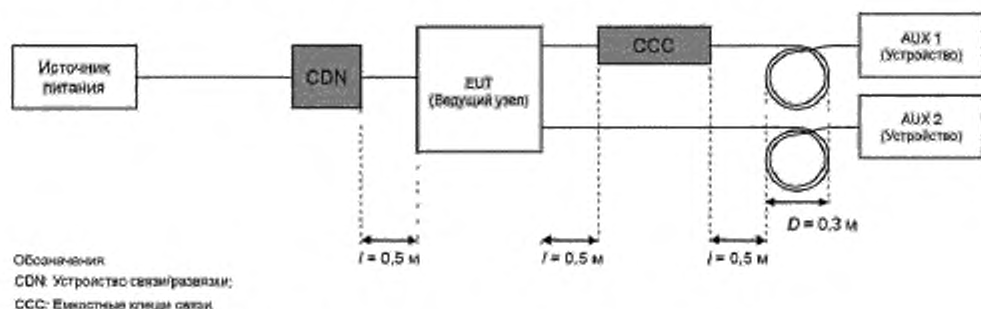 Источник
питания
CDN
EUT
(Ведущий узел)
CCC
AUX 1
(Устройство)
AUX 2
(Устройство)
D = 0,3 м
l = 0,5 м
l = 0,5 м
l = 0,5 м
Обозначения
CDN: Устройство связи/развязки;
CCC: Емкостные клещи связи